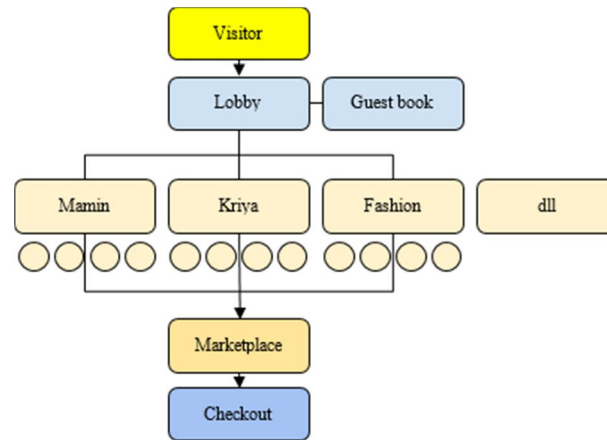 Visitor
Lobby
Guest book
Mamin
Kriya
Fashion
dll
Marketplace
Checkout